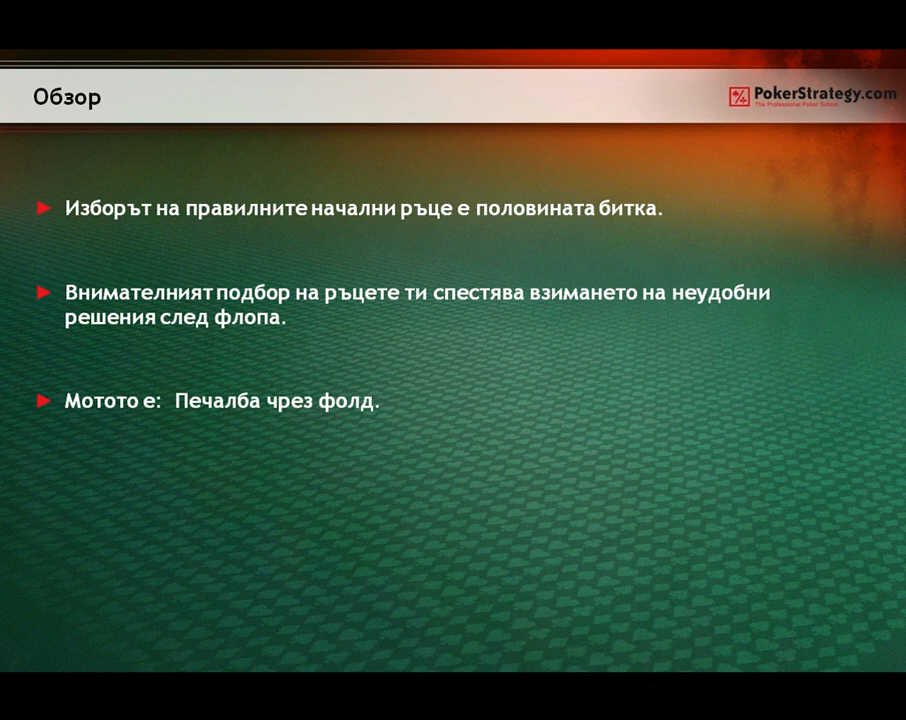 Обзор
PokerStrategy.com
The Professional Poker School
Изборът на правилните начални ръце е половината битка.
Внимателният подбор на ръцете ти спестява взимането на неудобни
решения след флопа.
Мотото е: Печалба чрез фолд.